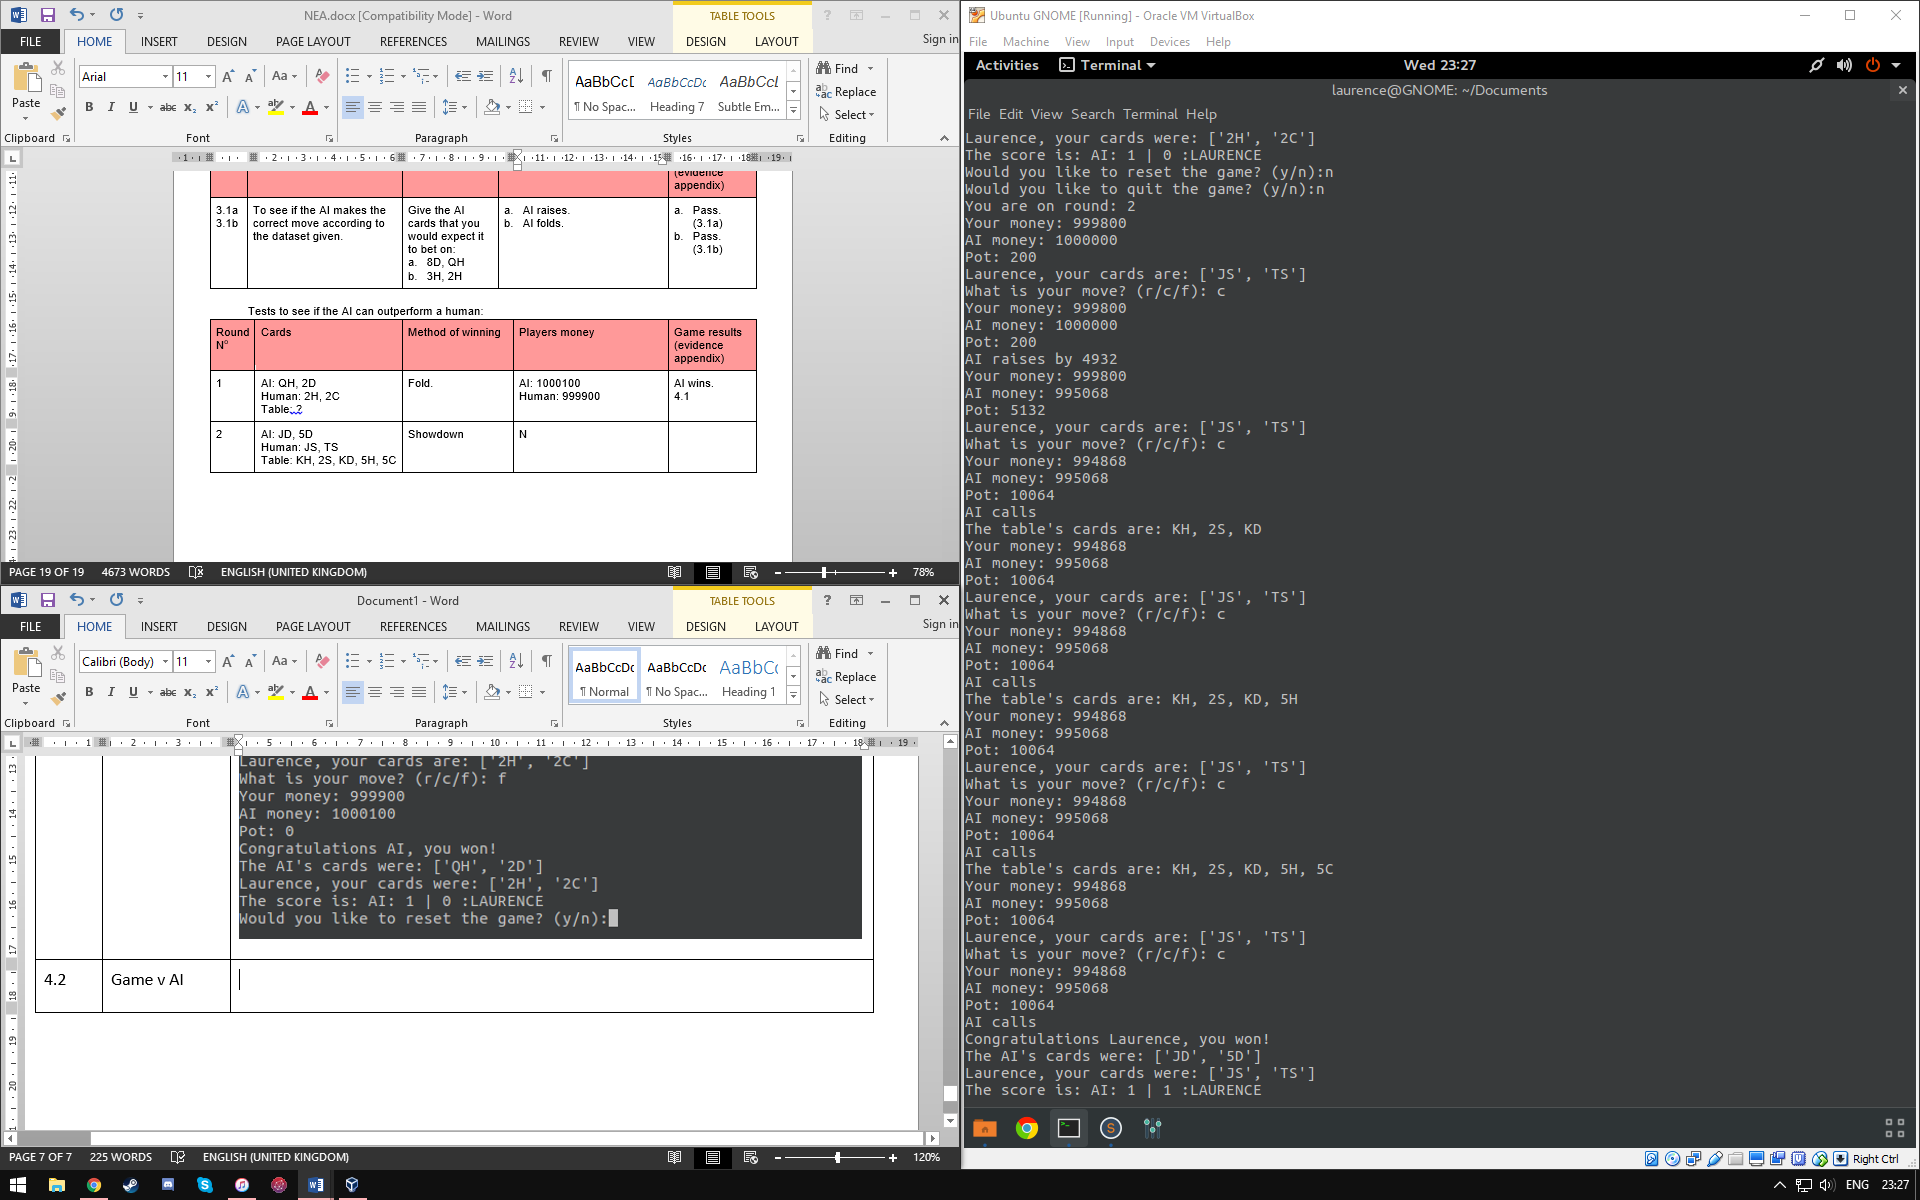 NEA.docx [Compatibility Mode] - Word
TABLE TOOLS
FILE HOME INSERT DESIGN PAGE LAYOUT REFERENCES MAILINGS REVIEW VIEW DESIGN LAYOUT Sign in
Paste
Arial 11
Find
Replace
Select
AaBbCcD AaBbCcDc AaBbCcL
¶ No Spac... Heading 7 Subtle Em...
Clipboard Font Paragraph Styles Editing
(evidence
appendix)
3.1a
3.1b
To see if the AI makes the
correct move according to
the dataset given.
Give the AI
cards that you
would expect it
to bet on:
a. 8D, QH
b. 3H, 2H
a. AI raises.
b. AI folds.
a. Pass.
(3.1a)
b. Pass.
(3.1b)
Tests to see if the AI can outperform a human:
Round
N°
Cards
Method of winning
Players money
Game results
(evidence
appendix)
1
AI: QH, 2D
Human: 2H, 2C
Table: ?
Fold.
AI: 1000100
Human: 999900
AI wins.
4.1
2
AI: JD, 5D
Human: JS, TS
Table: KH, 2S, KD, 5H, 5C
Showdown
N
PAGE 19 OF 19 4673 WORDS ENGLISH (UNITED KINGDOM) 78%
Document1 - Word
TABLE TOOLS
FILE HOME INSERT DESIGN PAGE LAYOUT REFERENCES MAILINGS REVIEW VIEW DESIGN LAYOUT Sign in
Paste
Calibri (Body) 11
Find
Replace
Select
AaBbCcDc AaBbCcDc AaBbCc
¶ Normal ¶ No Spac... Heading 1
Clipboard Font Paragraph Styles Editing
Laurence, your cards are: ['2H', '2C']
What is your move? (r/c/f): f
Your money: 999900
AI money: 1000100
Pot: 0
Congratulations AI, you won!
The AI's cards were: ['QH', '2D']
Laurence, your cards were: ['2H', '2C']
The score is: AI: 1 | 0 :LAURENCE
Would you like to reset the game? (y/n):
4.2 Game v AI
PAGE 7 OF 7 225 WORDS ENGLISH (UNITED KINGDOM) 120%
Ubuntu GNOME [Running] - Oracle VM VirtualBox
File Machine View Input Devices Help
Activities Terminal Wed 23:27
laurence@GNOME: ~/Documents
File Edit View Search Terminal Help
Laurence, your cards were: ['2H', '2C']
The score is: AI: 1 | 0 :LAURENCE
Would you like to reset the game? (y/n):n
Would you like to quit the game? (y/n):n
You are on round: 2
Your money: 999800
AI money: 1000000
Pot: 200
Laurence, your cards are: ['JS', 'TS']
What is your move? (r/c/f): c
Your money: 999800
AI money: 1000000
Pot: 200
AI raises by 4932
Your money: 999800
AI money: 995068
Pot: 5132
Laurence, your cards are: ['JS', 'TS']
What is your move? (r/c/f): c
Your money: 994868
AI money: 995068
Pot: 10064
AI calls
The table's cards are: KH, 2S, KD
Your money: 994868
AI money: 995068
Pot: 10064
Laurence, your cards are: ['JS', 'TS']
What is your move? (r/c/f): c
Your money: 994868
AI money: 995068
Pot: 10064
AI calls
The table's cards are: KH, 2S, KD, 5H
Your money: 994868
AI money: 995068
Pot: 10064
Laurence, your cards are: ['JS', 'TS']
What is your move? (r/c/f): c
Your money: 994868
AI money: 995068
Pot: 10064
AI calls
The table's cards are: KH, 2S, KD, 5H, 5C
Your money: 994868
AI money: 995068
Pot: 10064
Laurence, your cards are: ['JS', 'TS']
What is your move? (r/c/f): c
Your money: 994868
AI money: 995068
Pot: 10064
AI calls
Congratulations Laurence, you won!
The AI's cards were: ['JD', '5D']
Laurence, your cards were: ['JS', 'TS']
The score is: AI: 1 | 1 :LAURENCE
Right Ctrl
ENG 23:27